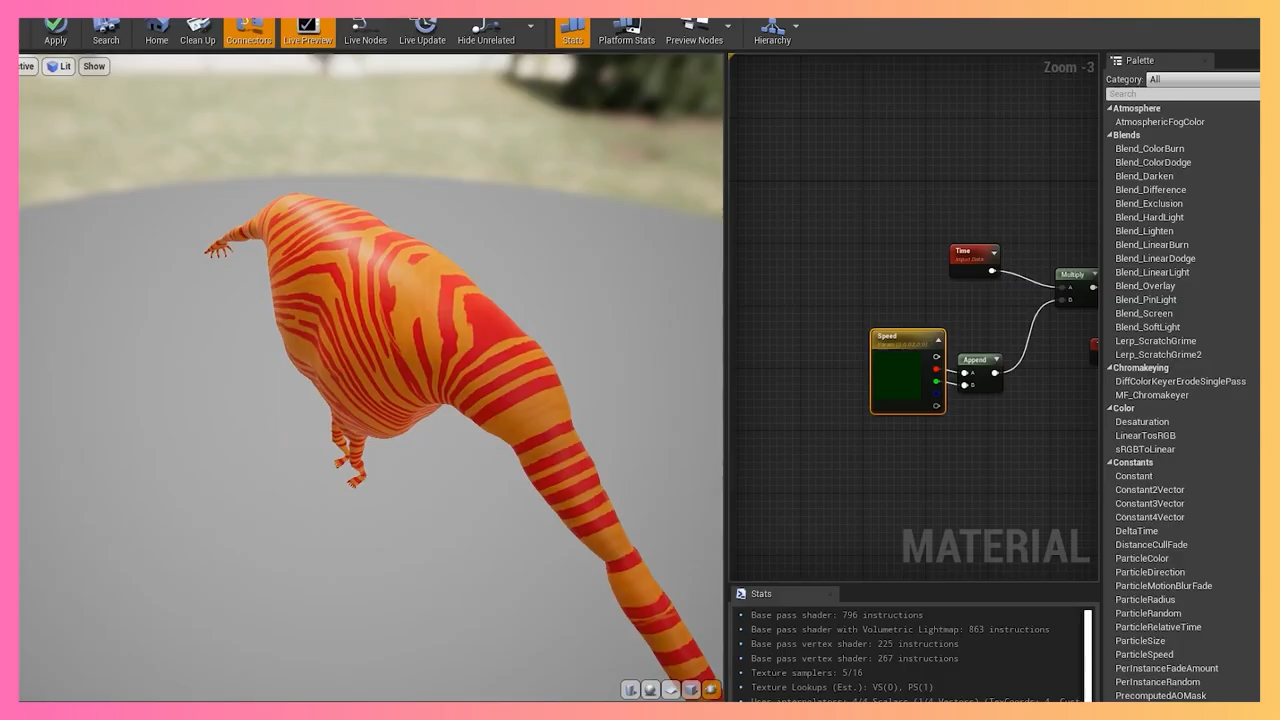 Apply
Search
Home
Clean Up
Connectors
Live Preview
Live Nodes
Live Update
Hide Unrelated
Stats
Platform Stats
Preview Nodes
Hierarchy
Lit
Show
Zoom -3
Time
Input Data
Multiply
A
B
Speed
Append
A
B
MATERIAL
Stats
• Base pass shader: 796 instructions
• Base pass shader with Volumetric Lightmap: 863 instructions
• Base pass vertex shader: 225 instructions
• Base pass vertex shader: 267 instructions
• Texture samplers: 5/16
• Texture Lookups (Est.): VS(0), PS(1)
Palette
Category: All
Search
Atmosphere
AtmosphericFogColor
Blends
Blend_ColorBurn
Blend_ColorDodge
Blend_Darken
Blend_Difference
Blend_Exclusion
Blend_HardLight
Blend_Lighten
Blend_LinearBurn
Blend_LinearDodge
Blend_LinearLight
Blend_Overlay
Blend_PinLight
Blend_Screen
Blend_SoftLight
Lerp_ScratchGrime
Lerp_ScratchGrime2
Chromakeying
DiffColorKeyerErodeSinglePass
MF_Chromakeyer
Color
Desaturation
LinearTosRGB
sRGBToLinear
Constants
Constant
Constant2Vector
Constant3Vector
Constant4Vector
DeltaTime
DistanceCullFade
ParticleColor
ParticleDirection
ParticleMotionBlurFade
ParticleRadius
ParticleRandom
ParticleRelativeTime
ParticleSize
ParticleSpeed
PerInstanceFadeAmount
PerInstanceRandom
PrecomputedAOMask